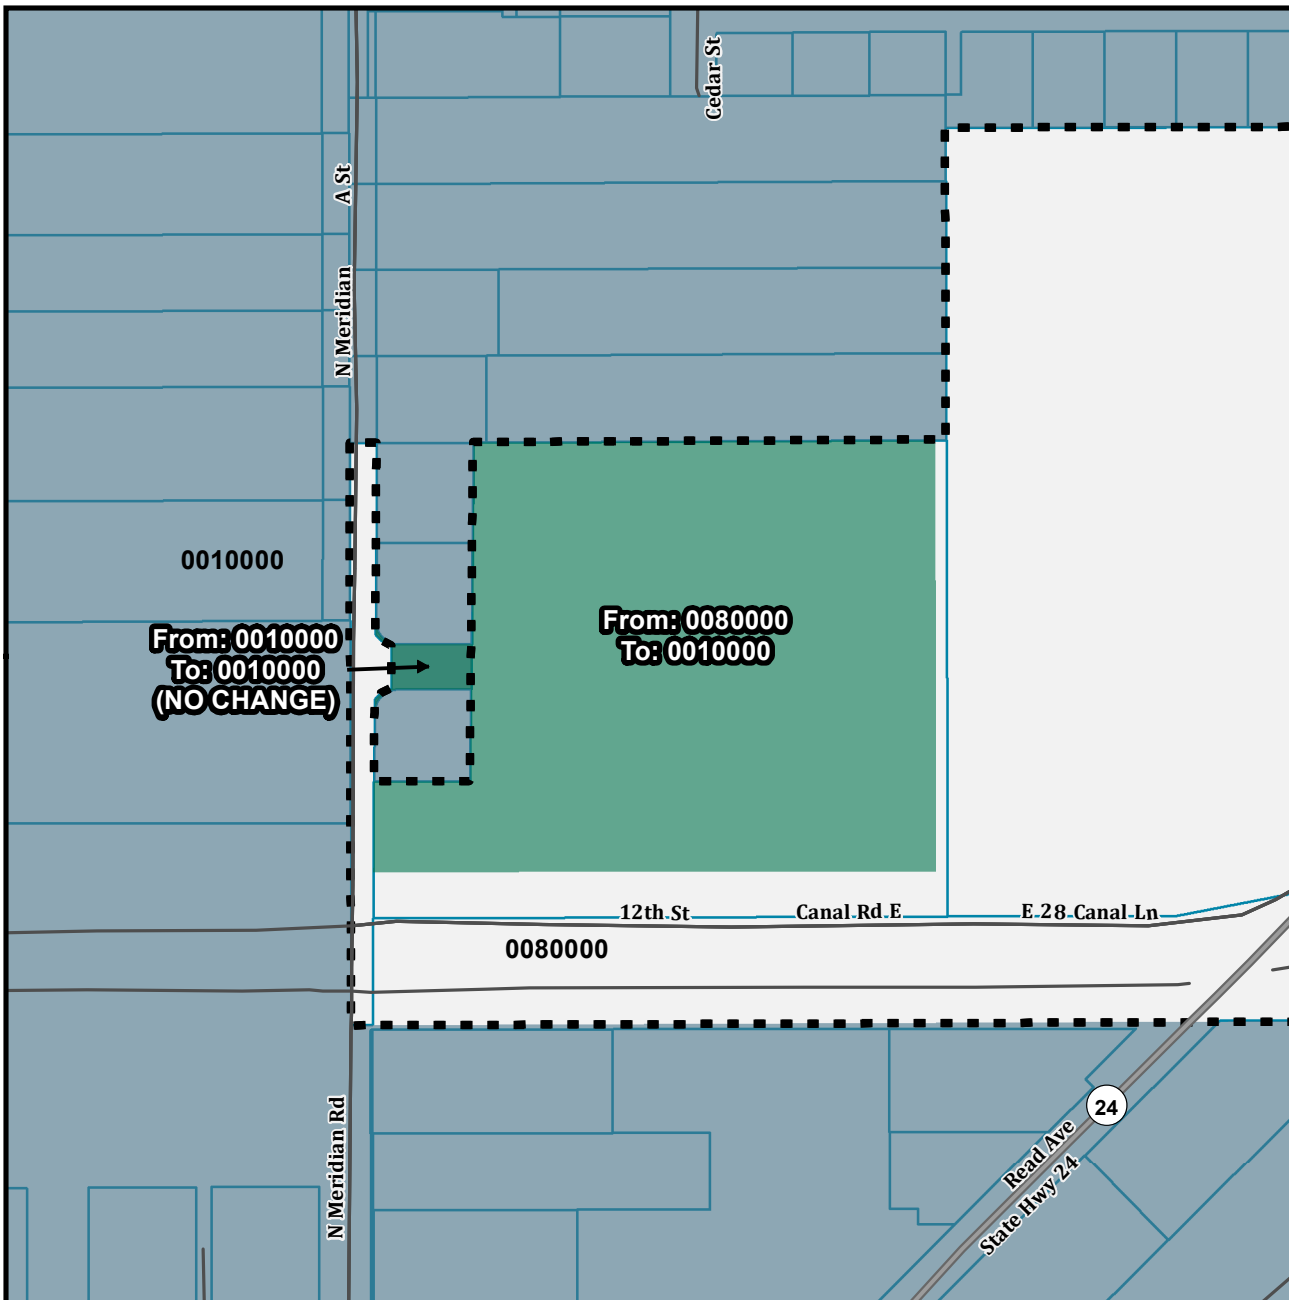 Cedar St
A St
N Meridian
0010000
From: 0010000
To: 0010000
(NO CHANGE)
From: 0080000
To: 0010000
12th St
Canal Rd E
E 28 Canal Ln
0080000
N Meridian Rd
24
Read Ave
State Hwy 24